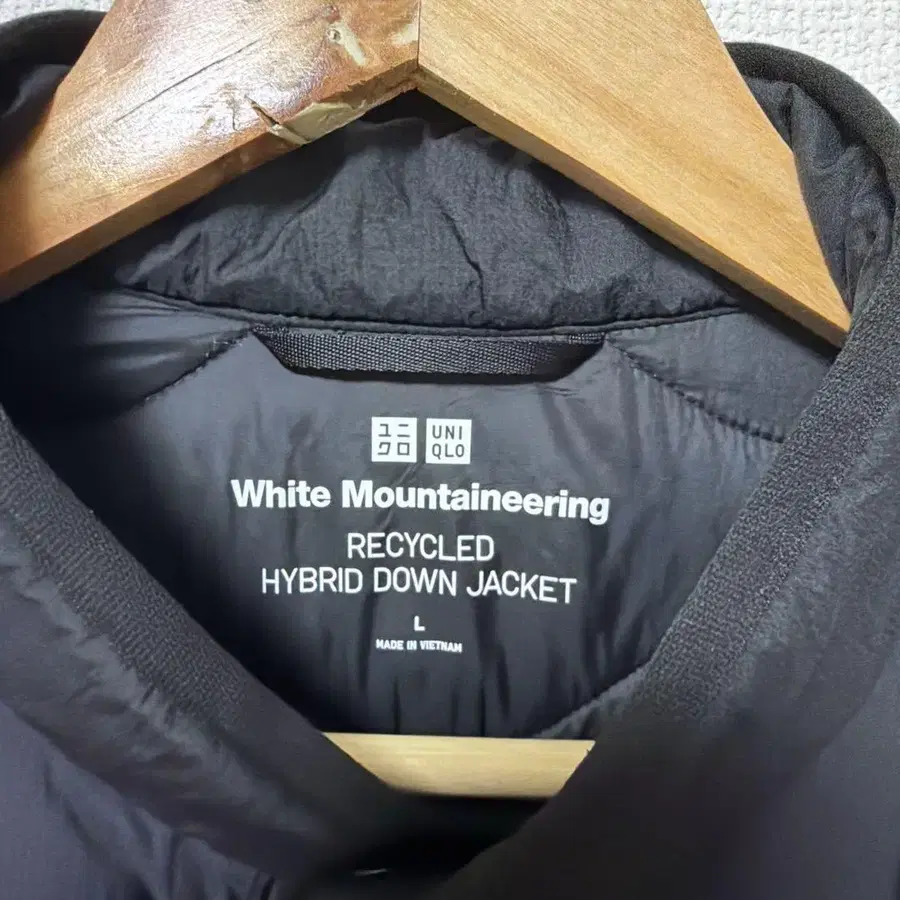 ユニ UNI
クロ QLO
White Mountaineering
RECYCLED
HYBRID DOWN JACKET
L
MADE IN VIETNAM